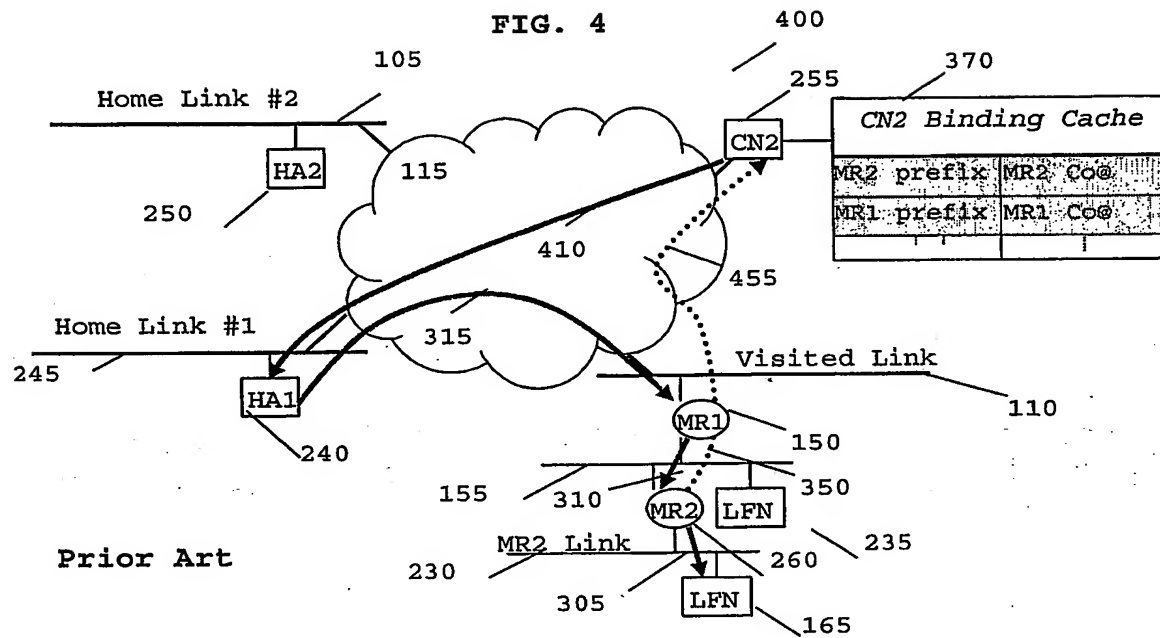 FIG. 4
400
105
255
370
Home Link #2
CN2 Binding Cache
CN2
HA2
115
MR2 prefix MR2 Co@
250
MR1 prefix MR1 Co@
410
455
315
Home Link #1
Visited Link
245
HA1
110
MR1
150
240
155
310
350
MR2
LFN
235
Prior Art
MR2 Link
260
230
305
LFN
165